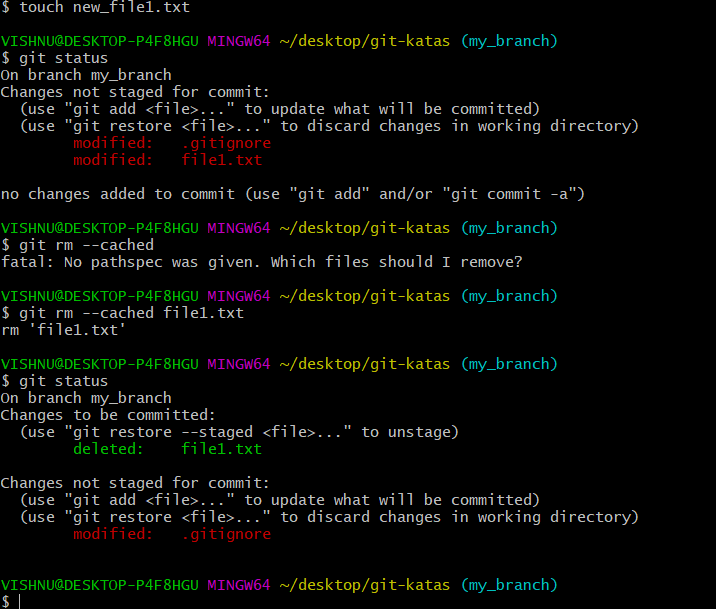 $ touch new_file1.txt
VISHNU@DESKTOP-P4F8HGU MINGW64 ~/desktop/git-katas (my_branch)
$ git status
On branch my_branch
Changes not staged for commit:
  (use "git add <file>..." to update what will be committed)
  (use "git restore <file>..." to discard changes in working directory)
        modified:   .gitignore
        modified:   file1.txt
no changes added to commit (use "git add" and/or "git commit -a")
VISHNU@DESKTOP-P4F8HGU MINGW64 ~/desktop/git-katas (my_branch)
$ git rm --cached
fatal: No pathspec was given. Which files should I remove?
VISHNU@DESKTOP-P4F8HGU MINGW64 ~/desktop/git-katas (my_branch)
$ git rm --cached file1.txt
rm 'file1.txt'
VISHNU@DESKTOP-P4F8HGU MINGW64 ~/desktop/git-katas (my_branch)
$ git status
On branch my_branch
Changes to be committed:
  (use "git restore --staged <file>..." to unstage)
        deleted:    file1.txt
Changes not staged for commit:
  (use "git add <file>..." to update what will be committed)
  (use "git restore <file>..." to discard changes in working directory)
        modified:   .gitignore
VISHNU@DESKTOP-P4F8HGU MINGW64 ~/desktop/git-katas (my_branch)
$